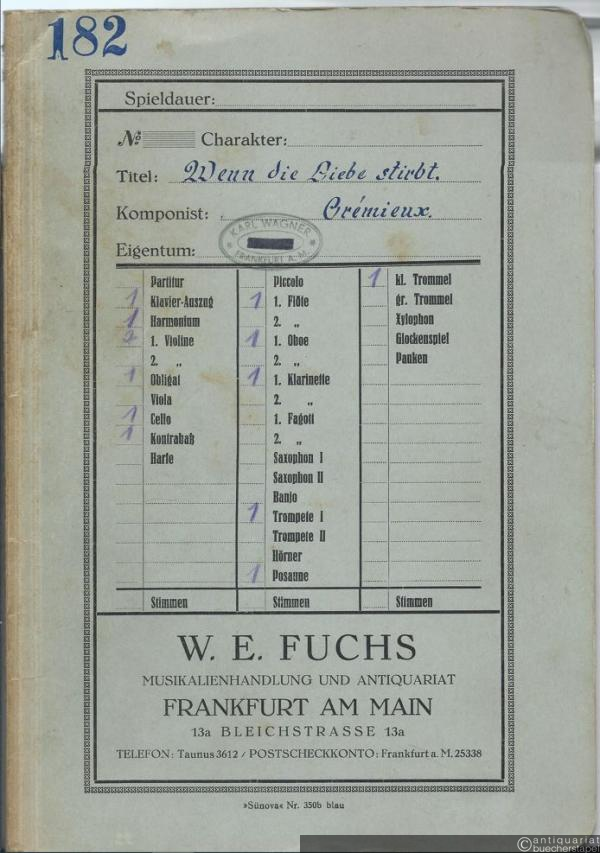 182
Spieldauer:
No Charakter:
Titel: Wenn die Liebe stirbt.
Komponist: Crémieux.
KARL WAGNER
FRANKFURT A. M.
Eigentum:
Partitur
1 Klavier-Auszug
1 Harmonium
2 1. Violine
2. „
1 Obligat
Viola
1 Cello
1 Kontrabaß
Harfe
Stimmen
Piccolo
1 1. Flöte
2. „
1 1. Oboe
2. „
1 1. Klarinette
2. „
1. Fagott
2. „
Saxophon I
Saxophon II
Banjo
1 Trompete I
Trompete II
Hörner
1 Posaune
Stimmen
1 kl. Trommel
gr. Trommel
Xylophon
Glockenspiel
Pauken
Stimmen
W. E. FUCHS
MUSIKALIENHANDLUNG UND ANTIQUARIAT
FRANKFURT AM MAIN
13a BLEICHSTRASSE 13a
TELEFON: Taunus 3612 / POSTSCHECKKONTO: Frankfurt a. M. 25338
»Sünova« Nr. 350b blau
antiquariat
buecherstapel